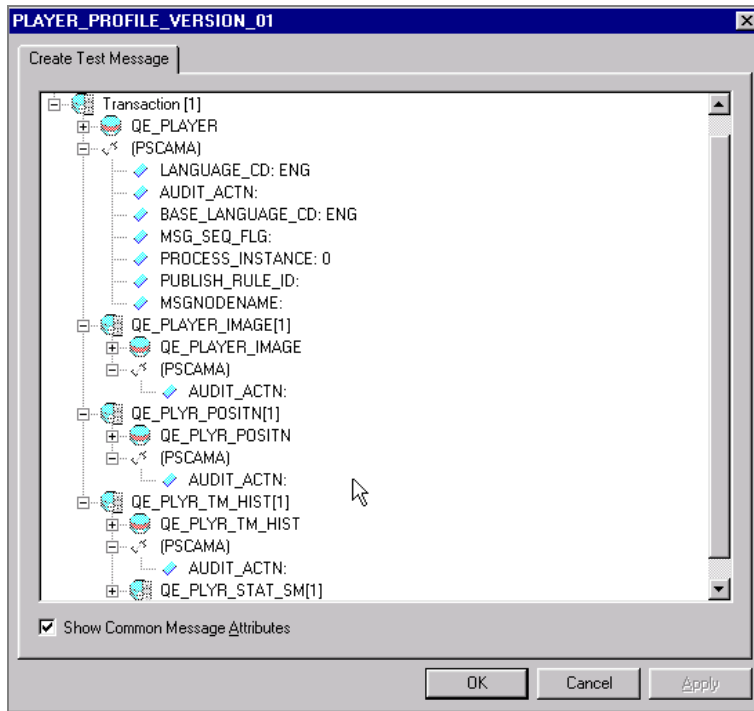 PLAYER_PROFILE_VERSION_01
Create Test Message
Transaction [1]
QE_PLAYER
(PSCAMA)
LANGUAGE_CD: ENG
AUDIT_ACTN:
BASE_LANGUAGE_CD: ENG
MSG_SEQ_FLG:
PROCESS_INSTANCE: 0
PUBLISH_RULE_ID:
MSGNODENAME:
QE_PLAYER_IMAGE[1]
QE_PLAYER_IMAGE
(PSCAMA)
AUDIT_ACTN:
QE_PLYR_POSITN[1]
QE_PLYR_POSITN
(PSCAMA)
AUDIT_ACTN:
QE_PLYR_TM_HIST[1]
QE_PLYR_TM_HIST
(PSCAMA)
AUDIT_ACTN:
QE_PLYR_STAT_SM[1]
Show Common Message Attributes
OK Cancel Apply